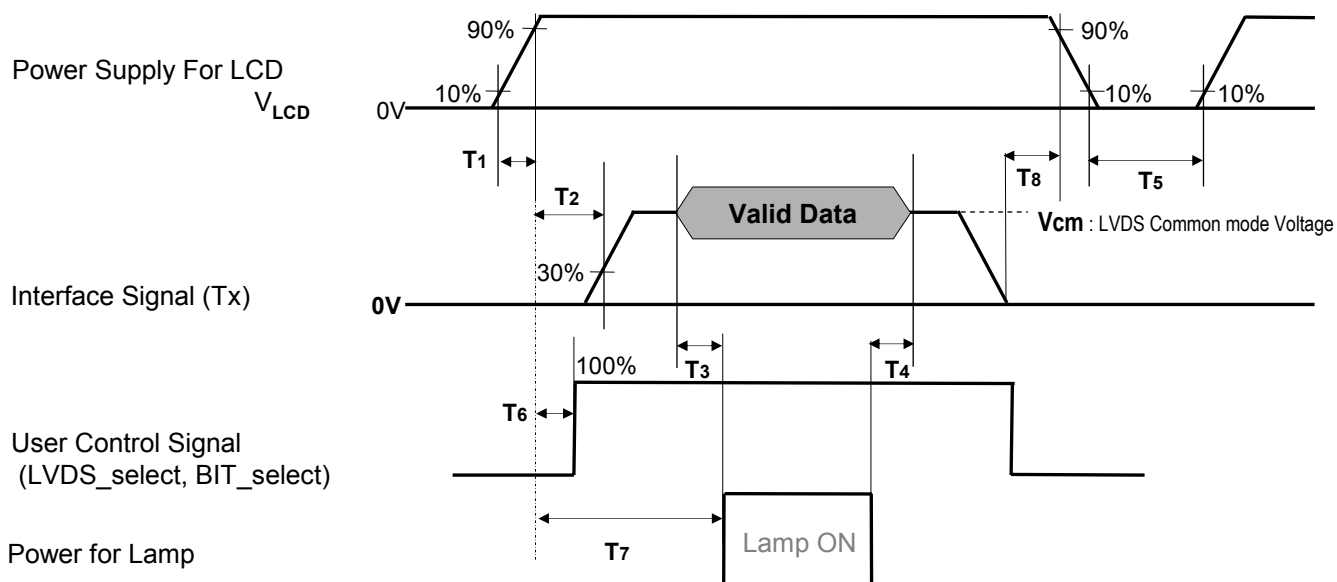 90%
90%
Power Supply For LCD
VLCD
10%
10%
10%
0V
T1
T2
T8
T5
Valid Data
Vcm : LVDS Common mode Voltage
30%
Interface Signal (Tx)
0V
T3
T4
100%
T6
User Control Signal
(LVDS_select, BIT_select)
T7
Lamp ON
Power for Lamp